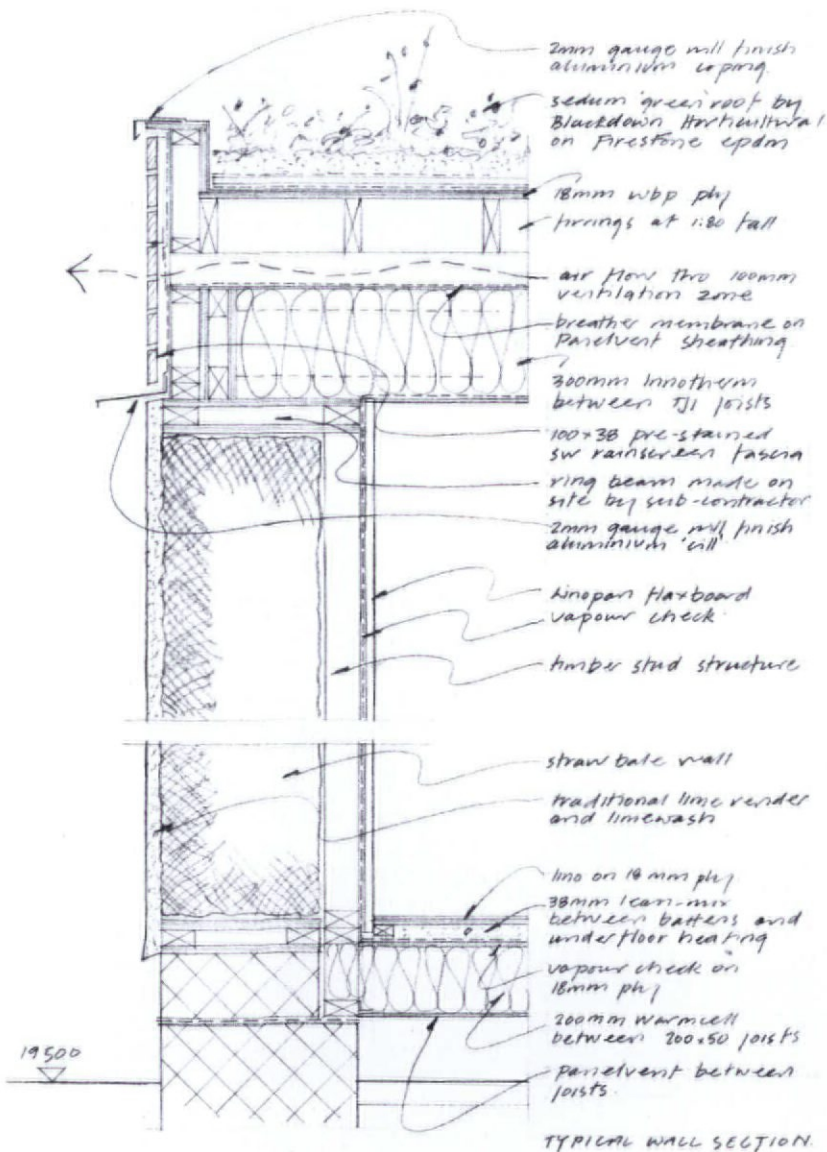 2mm gauge mill finish
aluminium coping
sedum 'green roof' by
Blackdown Horticultural
on Firestone epdm
18mm wbp ply
firrings at 1:80 fall
air flow thro 100mm
ventilation zone
breather membrane on
Panelvent sheathing
300mm Innotherm
between TJI joists
100×38 pre-stained
sw rainscreen fascia
ring beam made on
site by sub-contractor
2mm gauge mill finish
aluminium 'cill'
Linopan flaxboard
vapour check
timber stud structure
straw bale wall
traditional lime render
and limewash
lino on 18mm ply
38mm lean-mix
between battens and
underfloor heating
vapour check on
18mm ply
200mm warmcell
between 200×50 joists
panelvent between
joists
19500
TYPICAL WALL SECTION